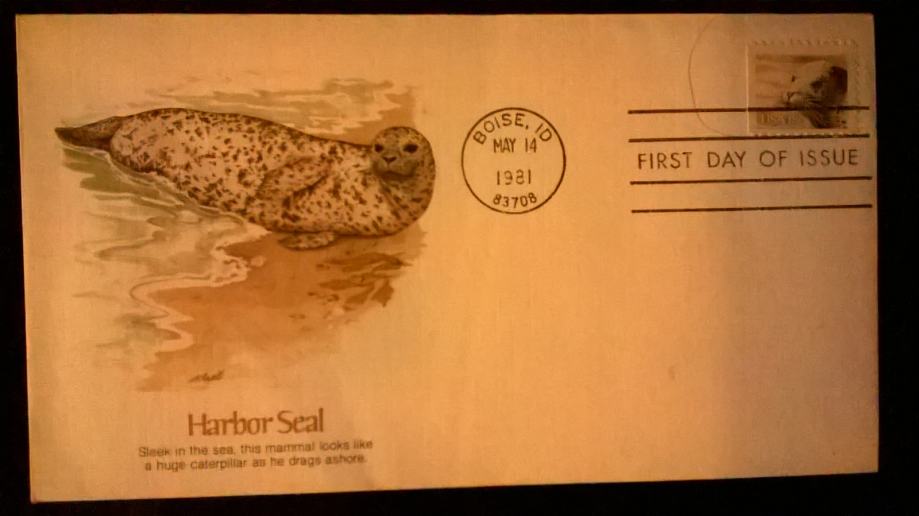 BOISE, ID
MAY 14
1981
83708
FIRST DAY OF ISSUE
Harbor Seal
Sleek in the sea, this mammal looks like
a huge caterpillar as he drags ashore.